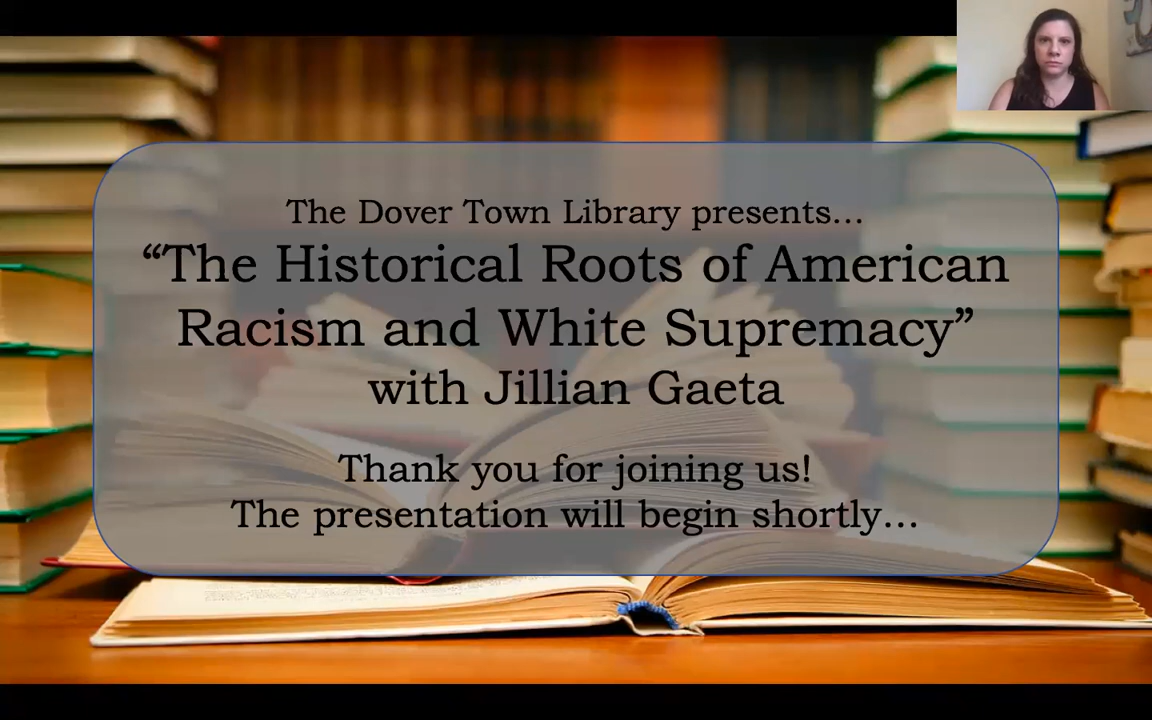 The Dover Town Library presents…
“The Historical Roots of American
Racism and White Supremacy”
with Jillian Gaeta
Thank you for joining us!
The presentation will begin shortly…